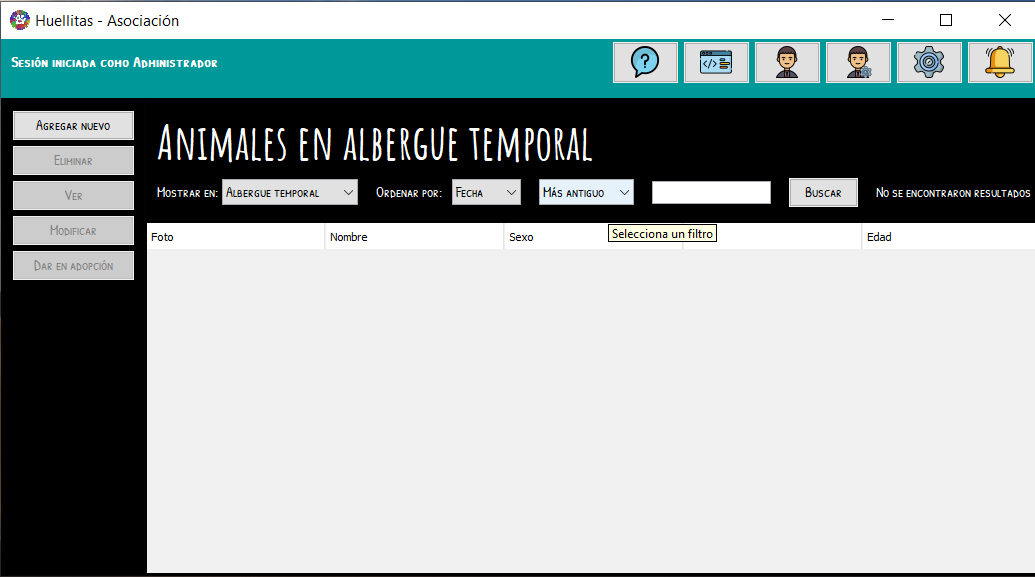 Huellitas - Asociación
Sesión iniciada como Administrador
Agregar nuevo
Eliminar
Ver
Modificar
Dar en adopción
Animales en albergue temporal
Mostrar en: Albergue temporal Ordenar por: Fecha Más antiguo Buscar No se encontraron resultados
Foto Nombre Sexo Edad
Selecciona un filtro